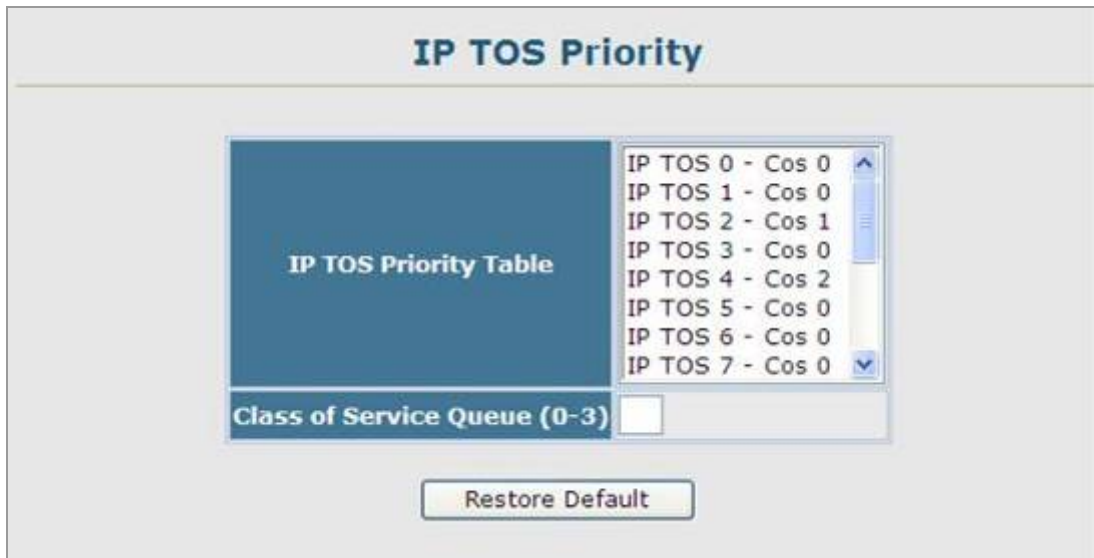 IP TOS Priority
IP TOS Priority Table
IP TOS 0 - Cos 0
IP TOS 1 - Cos 0
IP TOS 2 - Cos 1
IP TOS 3 - Cos 0
IP TOS 4 - Cos 2
IP TOS 5 - Cos 0
IP TOS 6 - Cos 0
IP TOS 7 - Cos 0
Class of Service Queue (0-3)
Restore Default